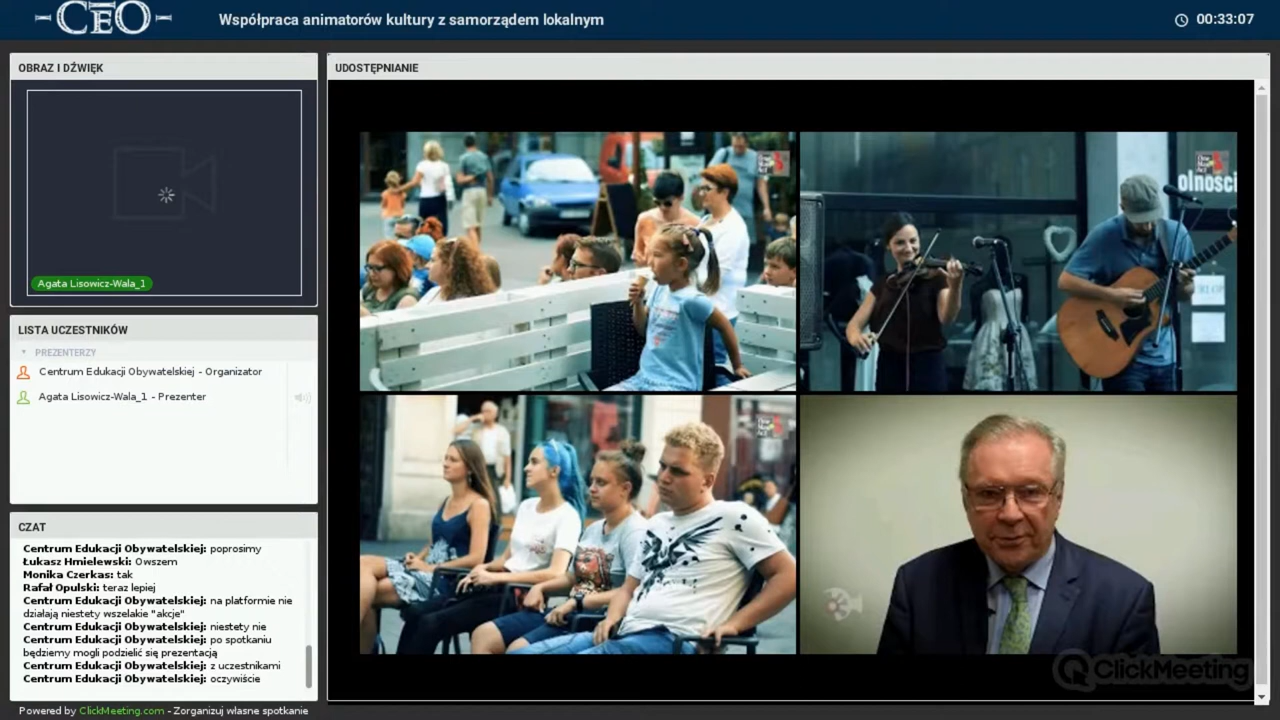 CEO
Współpraca animatorów kultury z samorządem lokalnym
00:33:07
OBRAZ I DŹWIĘK
Agata Lisowicz-Wala_1
LISTA UCZESTNIKÓW
PREZENTERZY
Centrum Edukacji Obywatelskiej - Organizator
Agata Lisowicz-Wala_1 - Prezenter
CZAT
Centrum Edukacji Obywatelskiej: poprosimy
Łukasz Hmielewski: Owszem
Monika Czerkas: tak
Rafał Opulski: teraz lepiej
Centrum Edukacji Obywatelskiej: na platformie nie
działają niestety wszelakie "akcje"
Centrum Edukacji Obywatelskiej: niestety nie
Centrum Edukacji Obywatelskiej: po spotkaniu
będziemy mogli podzielić się prezentacją
Centrum Edukacji Obywatelskiej: z uczestnikami
Centrum Edukacji Obywatelskiej: oczywiście
Powered by ClickMeeting.com - Zorganizuj własne spotkanie
UDOSTĘPNIANIE
olności
ClickMeeting